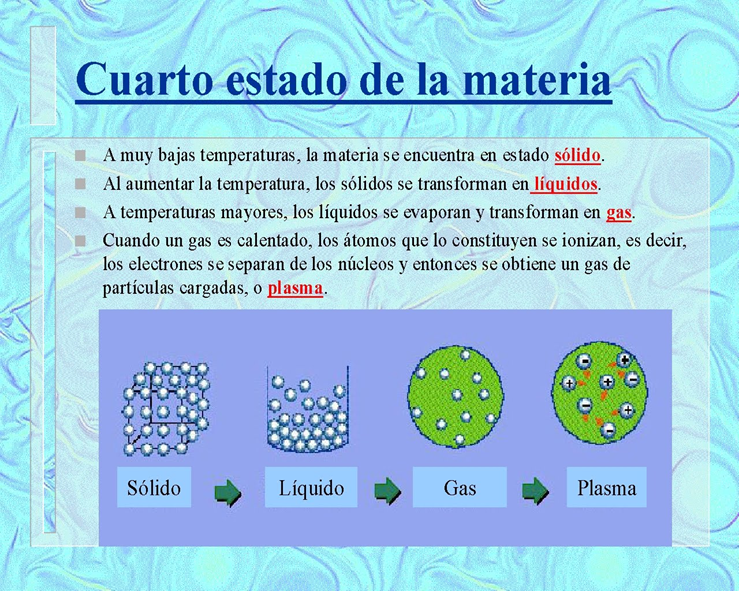 Cuarto estado de la materia
A muy bajas temperaturas, la materia se encuentra en estado sólido.
Al aumentar la temperatura, los sólidos se transforman en líquidos.
A temperaturas mayores, los líquidos se evaporan y transforman en gas.
Cuando un gas es calentado, los átomos que lo constituyen se ionizan, es decir,
los electrones se separan de los núcleos y entonces se obtiene un gas de
partículas cargadas, o plasma.
Sólido Líquido Gas Plasma